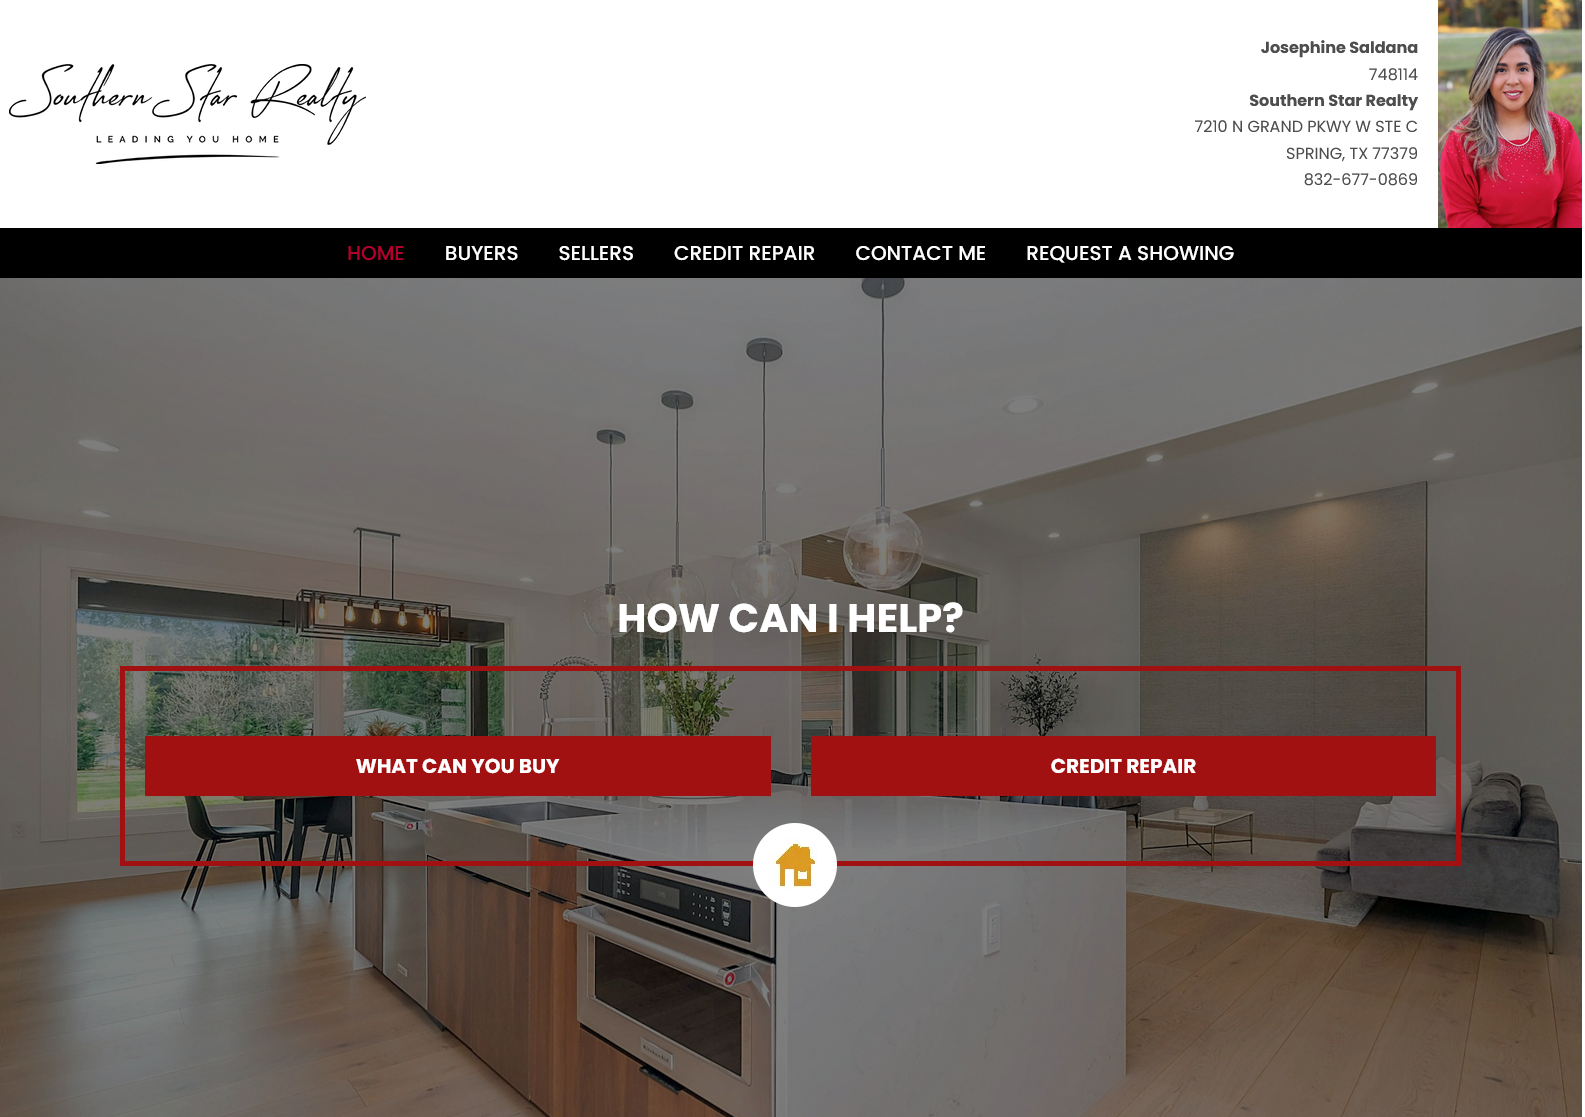 Southern Star Realty
LEADING YOU HOME
Josephine Saldana
748114
Southern Star Realty
7210 N GRAND PKWY W STE C
SPRING, TX 77379
832-677-0869
HOME BUYERS SELLERS CREDIT REPAIR CONTACT ME REQUEST A SHOWING
HOW CAN I HELP?
WHAT CAN YOU BUY CREDIT REPAIR
KitchenAid